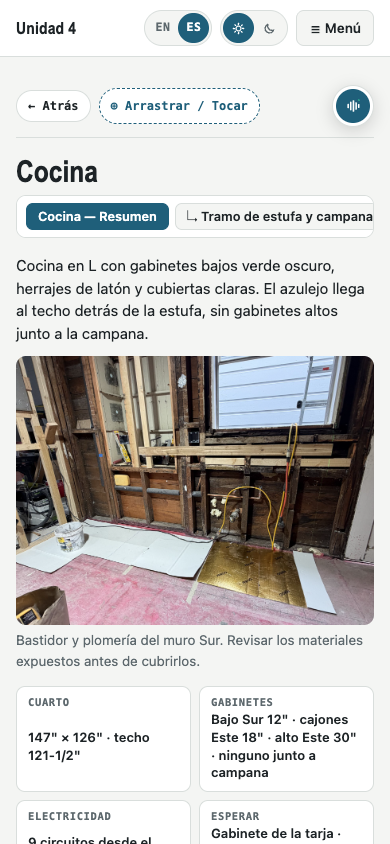 Unidad 4
EN ES
≡ Menú
← Atrás
⊕ Arrastrar / Tocar
Cocina
Cocina — Resumen
Tramo de estufa y campana
Cocina en L con gabinetes bajos verde oscuro,
herrajes de latón y cubiertas claras. El azulejo llega
al techo detrás de la estufa, sin gabinetes altos
junto a la campana.
Bastidor y plomería del muro Sur. Revisar los materiales
expuestos antes de cubrirlos.
CUARTO
147" × 126" · techo
121-1/2"
GABINETES
Bajo Sur 12" · cajones
Este 18" · alto Este 30"
· ninguno junto a
campana
ELECTRICIDAD
9 circuitos desde el
ESPERAR
Gabinete de la tarja ·